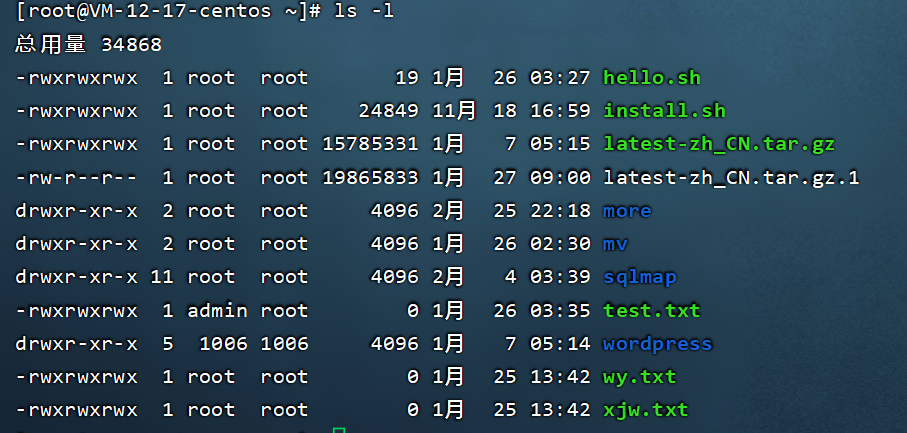 [root@VM-12-17-centos ~]# ls -l
总用量 34868
-rwxrwxrwx  1 root  root        19 1月   26 03:27 hello.sh
-rwxrwxrwx  1 root  root     24849 11月  18 16:59 install.sh
-rwxrwxrwx  1 root  root  15785331 1月    7 05:15 latest-zh_CN.tar.gz
-rw-r--r--  1 root  root  19865833 1月   27 09:00 latest-zh_CN.tar.gz.1
drwxr-xr-x  2 root  root      4096 2月   25 22:18 more
drwxr-xr-x  2 root  root      4096 1月   26 02:30 mv
drwxr-xr-x 11 root  root      4096 2月    4 03:39 sqlmap
-rwxrwxrwx  1 admin root         0 1月   26 03:35 test.txt
drwxr-xr-x  5  1006 1006      4096 1月    7 05:14 wordpress
-rwxrwxrwx  1 root  root         0 1月   25 13:42 wy.txt
-rwxrwxrwx  1 root  root         0 1月   25 13:42 xjw.txt